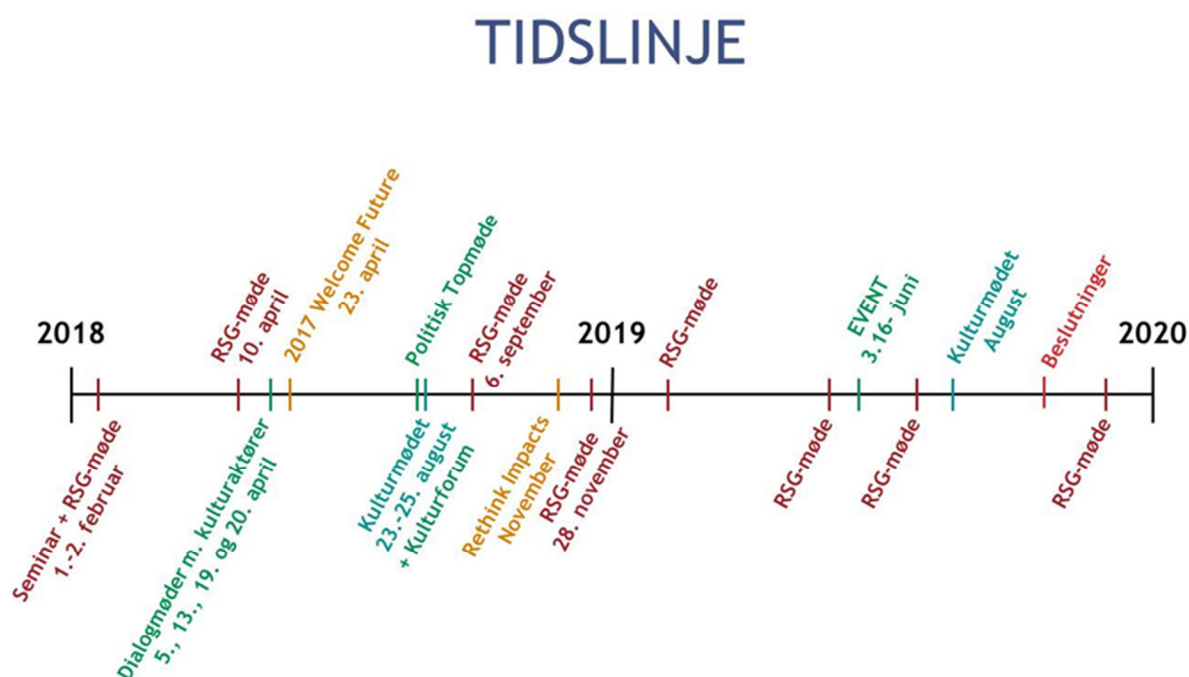 TIDSLINJE
2018
Seminar + RSG-møde
1.-2. februar
RSG-møde
10. april
Dialogmøder m. kulturaktører
5., 13., 19. og 20. april
2017 Welcome Future
23. april
Politisk Topmøde
Kulturmødet
23.-25. august
+ Kulturforum
RSG-møde
6. september
Rethink Impacts
November
RSG-møde
28. november
2019
RSG-møde
RSG-møde
EVENT
3.16- juni
RSG-møde
Kulturmødet
August
Beslutninger
RSG-møde
2020